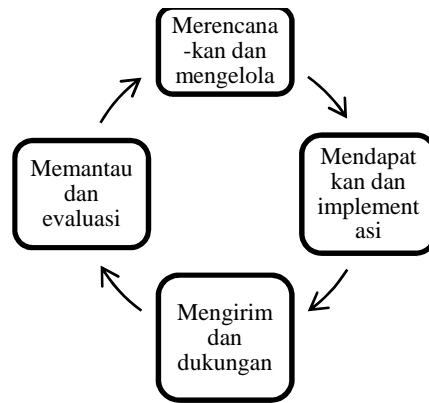 Merencana
-kan dan
mengelola
Mendapat
kan dan
implement
asi
Mengirim
dan
dukungan
Memantau
dan
evaluasi